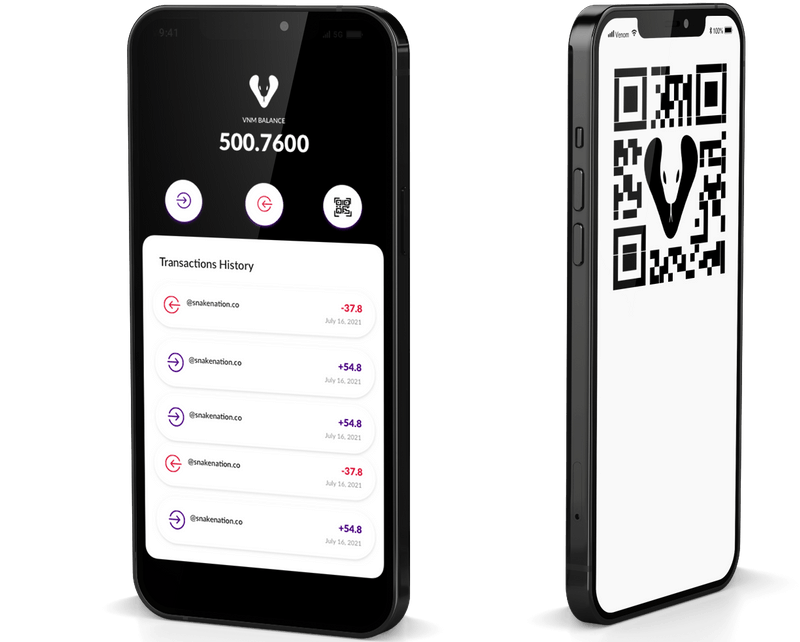 9:41
5G
VNM BALANCE
500.7600
Transactions History
@snakenation.co
-37.8
July 16, 2021
@snakenation.co
+54.8
July 16, 2021
@snakenation.co
+54.8
July 16, 2021
@snakenation.co
-37.8
July 16, 2021
@snakenation.co
+54.8
July 16, 2021
Venom
100%